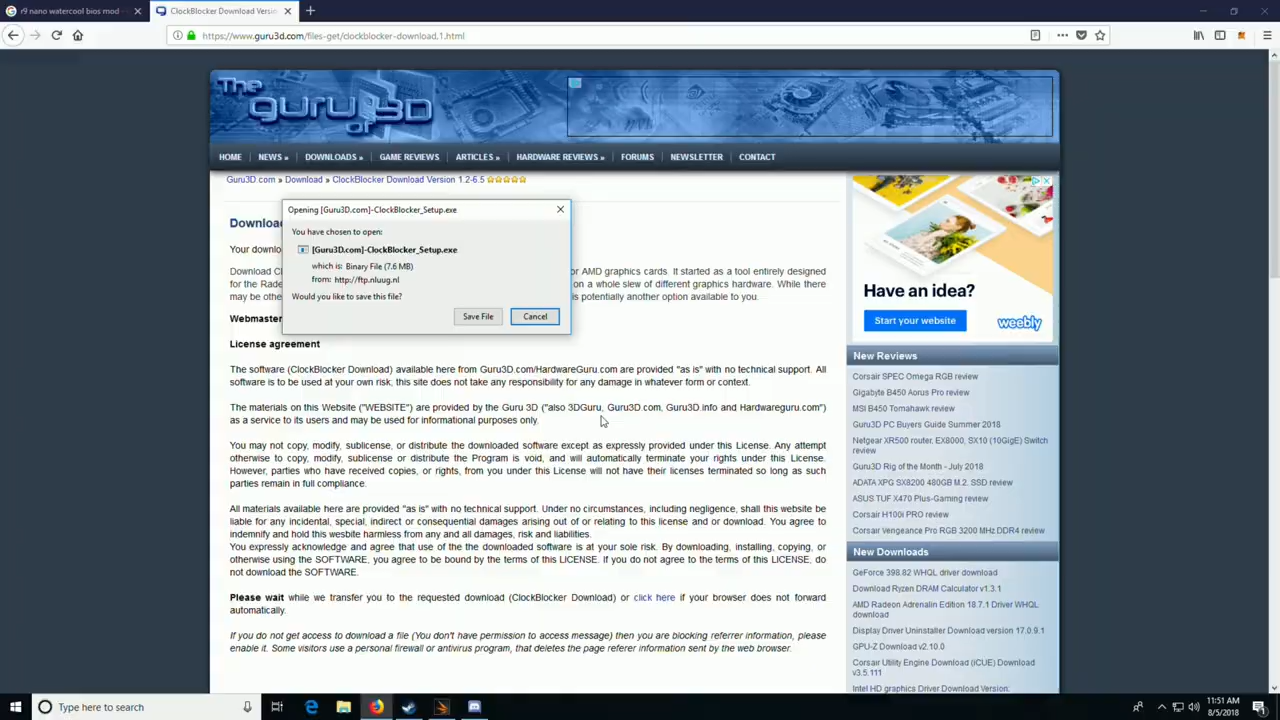 r9 nano watercool bios mod
ClockBlocker Download Versio
https://www.guru3d.com/files-get/clockblocker-download,1.html
The
guru 3D
of
HOME NEWS » DOWNLOADS » GAME REVIEWS ARTICLES » HARDWARE REVIEWS » FORUMS NEWSLETTER CONTACT
Guru3D.com » Download » ClockBlocker Download Version 1.2-6.5
Opening [Guru3D.com]-ClockBlocker_Setup.exe
You have chosen to open:
[Guru3D.com]-ClockBlocker_Setup.exe
which is: Binary File (7.6 MB)
from: http://ftp.nluug.nl
Would you like to save this file?
Save File Cancel
Downloa
Your downlo
Download Cl
or AMD graphics cards. It started as a tool entirely designed
for the Rade
on a whole slew of different graphics hardware. While there
may be othe
is potentially another option available to you.
Webmaster
License agreement
The software (ClockBlocker Download) available here from Guru3D.com/HardwareGuru.com are provided "as is" with no technical support. All
software is to be used at your own risk, this site does not take any responsibility for any damage in whatever form or context.
The materials on this Website ("WEBSITE") are provided by the Guru 3D ("also 3DGuru, Guru3D.com, Guru3D info and Hardwareguru.com")
as a service to its users and may be used for informational purposes only.
You may not copy, modify, sublicense, or distribute the downloaded software except as expressly provided under this License. Any attempt
otherwise to copy, modify, sublicense or distribute the Program is void, and will automatically terminate your rights under this License.
However, parties who have received copies, or rights, from you under this License will not have their licenses terminated so long as such
parties remain in full compliance.
All materials available here are provided "as is" with no technical support. Under no circumstances, including negligence, shall this website be
liable for any incidental, special, indirect or consequential damages arising out of or relating to this license and or download. You agree to
indemnify and hold this wesbite harmless from any and all damages, risk and liabilities.
You expressly acknowledge and agree that use of the the downloaded software is at your sole risk. By downloading, installing, copying, or
otherwise using the SOFTWARE, you agree to be bound by the terms of this LICENSE. If you do not agree to the terms of this LICENSE, do
not download the SOFTWARE.
Please wait while we transfer you to the requested download (ClockBlocker Download) or click here if your browser does not forward
automatically.
If you do not get access to download a file (You don't have permission to access message) then you are blocking referrer information, please
enable it. Some visitors use a personal firewall or antivirus program, that deletes the page referer information sent by the web browser.
Have an idea?
Start your website
weebly
New Reviews
Corsair SPEC Omega RGB review
Gigabyte B450 Aorus Pro review
MSI B450 Tomahawk review
Guru3D PC Buyers Guide Summer 2018
Netgear XR500 router, EX8000, SX10 (10GigE) Switch
review
Guru3D Rig of the Month - July 2018
ADATA XPG SX8200 480GB M.2. SSD review
ASUS TUF X470 Plus-Gaming review
Corsair H100i PRO review
Corsair Vengeance Pro RGB 3200 MHz DDR4 review
New Downloads
GeForce 398.82 WHQL driver download
Download Ryzen DRAM Calculator v1.3.1
AMD Radeon Adrenalin Edition 18.7.1 Driver WHQL
download
Display Driver Uninstaller Download version 17.0.9.1
GPU-Z Download v2.10.0
Corsair Utility Engine Download (iCUE) Download
v3.5.111
Intel HD graphics Driver Download Version:
Type here to search
11:51 AM
8/5/2018
1